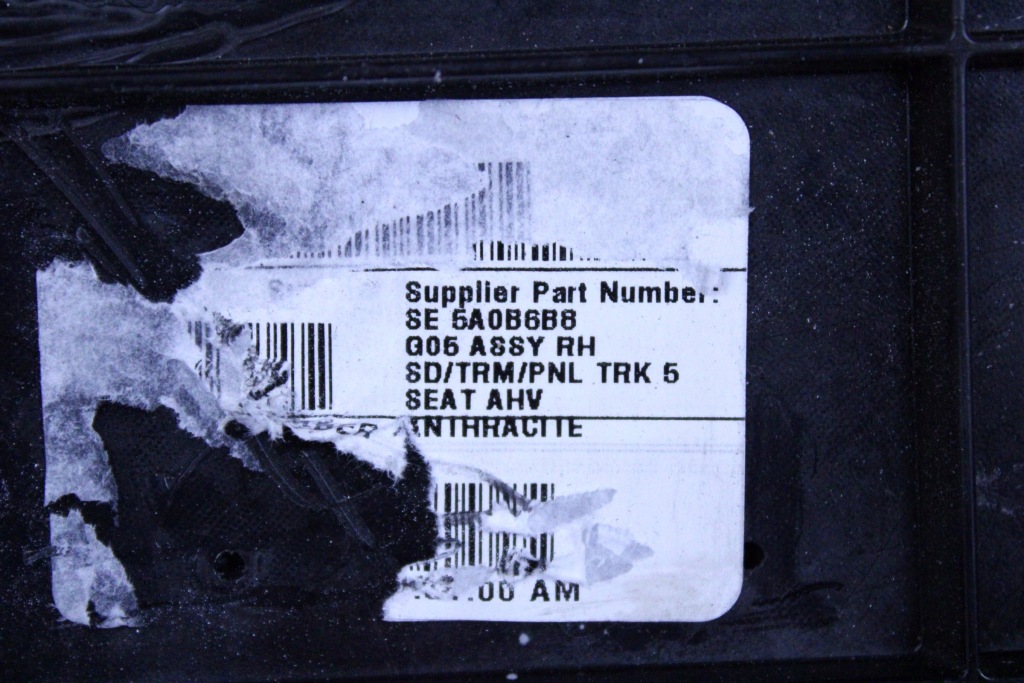 Supplier Part Number:
SE 5A0B6B8
G05 ASSY RH
SD/TRM/PNL TRK 5
SEAT AHV
ANTHRACITE
AM